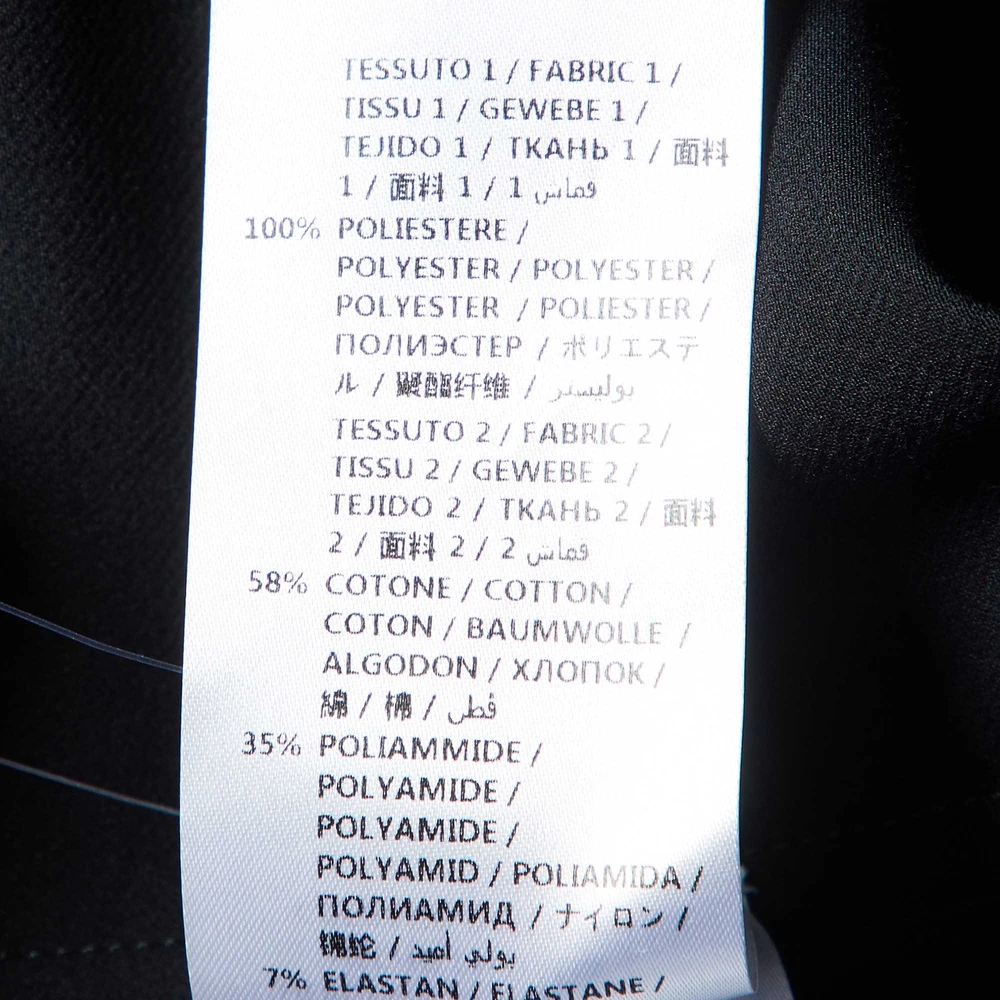 TESSUTO 1 / FABRIC 1 /
TISSU 1 / GEWEBE 1 /
TEJIDO 1 / ТКАНЬ 1 / 面料
1 / 面料 1 / 1 قماش
100% POLIESTERE /
POLYESTER / POLYESTER /
POLYESTER / POLIESTER /
ПОЛИЭСТЕР / ポリエステ
ル / 聚酯纤维 / بوليستر
TESSUTO 2 / FABRIC 2 /
TISSU 2 / GEWEBE 2 /
TEJIDO 2 / ТКАНЬ 2 / 面料
2 / 面料 2 / 2 قماش
58% COTONE / COTTON /
COTON / BAUMWOLLE /
ALGODON / ХЛОПОК /
綿 / 棉 / قطن
35% POLIAMMIDE /
POLYAMIDE /
POLYAMIDE /
POLYAMID / POLIAMIDA /
ПОЛИАМИД / ナイロン /
锦纶 / بولي أميد
7% ELASTAN / ELASTANE /